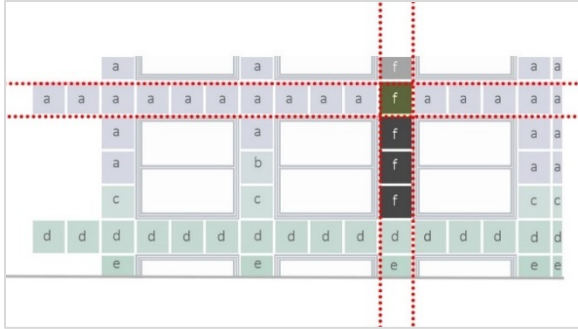 a a f a a
a a a a a a a a a a f a a a a a
a a f a a
a b f a a
c c f c c
d d d d d d d d d d d d d d d d
e e e e e